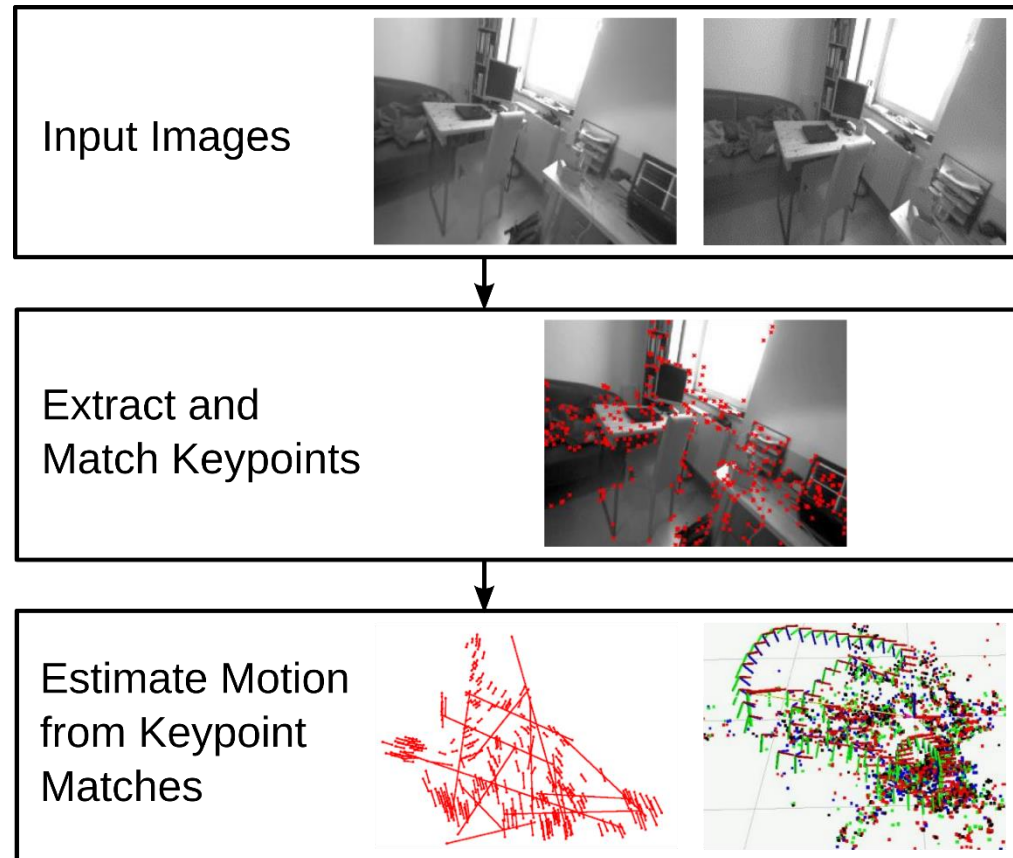 Input Images
Extract and
Match Keypoints
Estimate Motion
from Keypoint
Matches